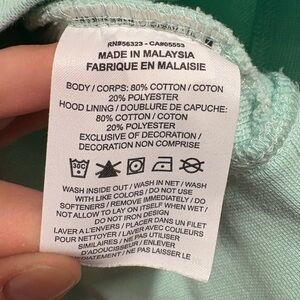 RN#56323 - CA#05553
MADE IN MALAYSIA
FABRIQUE EN MALAISIE
BODY / CORPS: 80% COTTON / COTON
20% POLYESTER
HOOD LINING / DOUBLURE DE CAPUCHE:
80% COTTON / COTON
20% POLYESTER
EXCLUSIVE OF DECORATION /
DECORATION NON COMPRISE
30C
WASH INSIDE OUT / WASH IN NET / WASH
WITH LIKE COLORS / DO NOT USE
SOFTENERS / REMOVE IMMEDIATELY / DO
NOT ALLOW TO LAY ON ITSELF WHEN WET /
DO NOT IRON DECORATION
LAVER A L'ENVERS / PLACER DANS UN FILET
POUR NETTOYER / LAVER AVEC COULEURS
SIMILAIRES / NE PAS UTILISER
D'ADOUCISSEUR / ENLEVER
IMMEDIATEMENT / NE PAS LAISSER LE